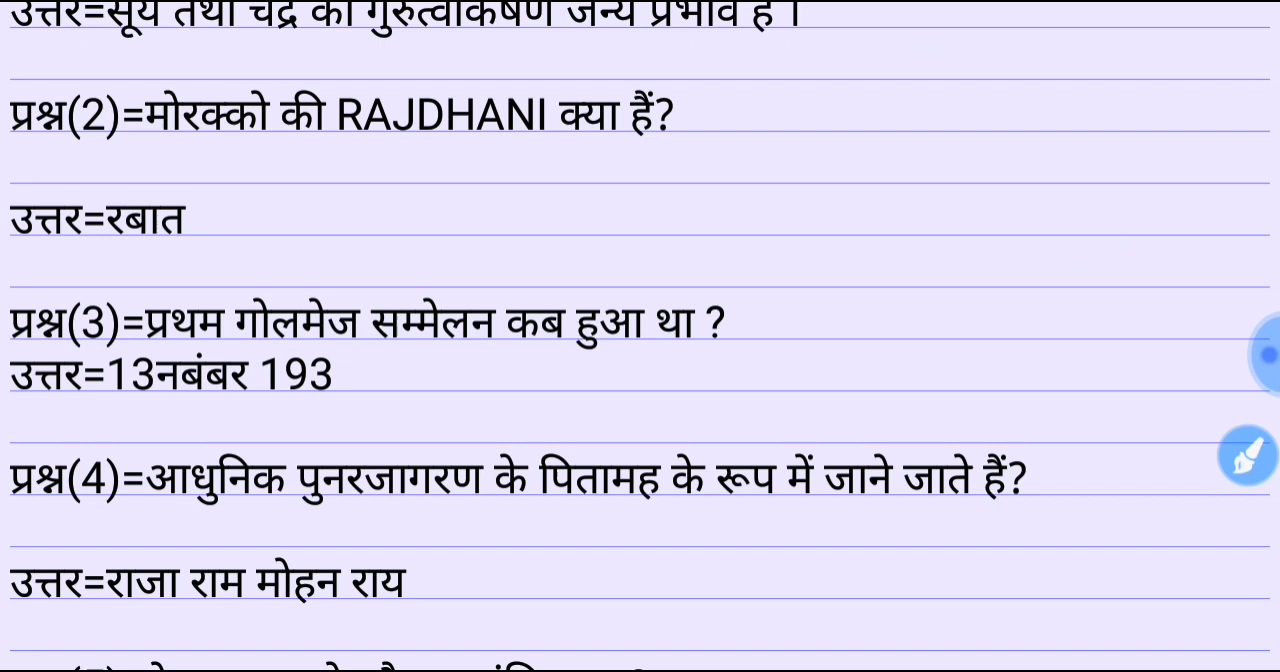 उत्तर=सूर्य तथा चंद्र का गुरुत्वाकर्षण जन्य प्रभाव है ।
प्रश्न(2)=मोरक्को की RAJDHANI क्या हैं?
उत्तर=रबात
प्रश्न(3)=प्रथम गोलमेज सम्मेलन कब हुआ था ?
उत्तर=13नबंबर 193
प्रश्न(4)=आधुनिक पुनरजागरण के पितामह के रूप में जाने जाते हैं?
उत्तर=राजा राम मोहन राय